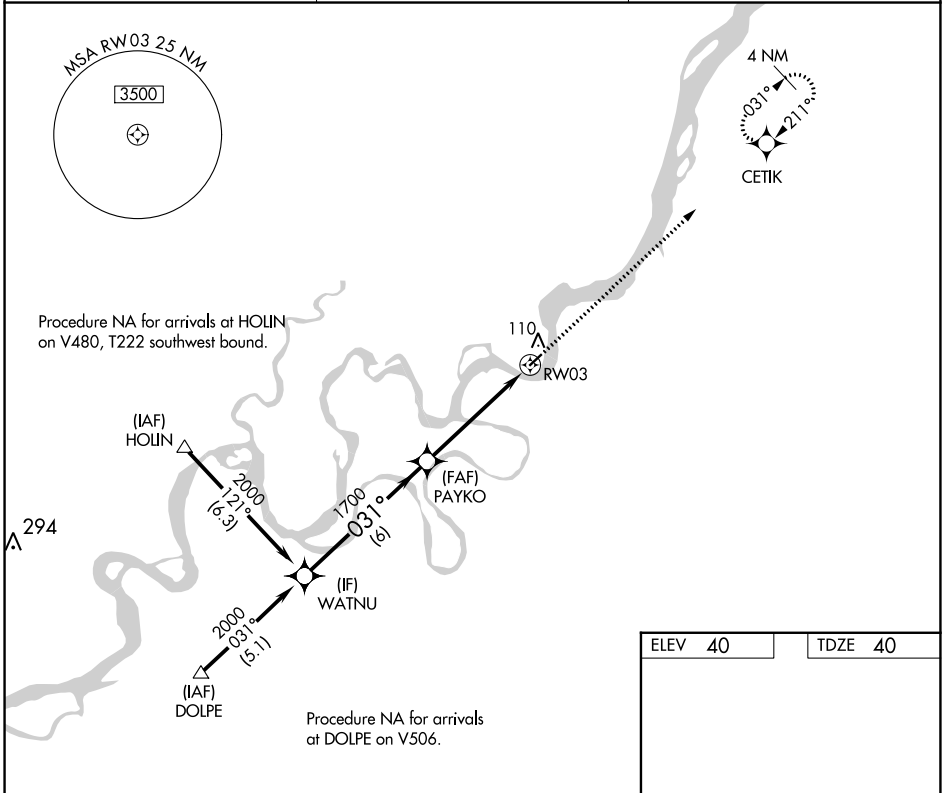 MSA RW03 25 NM
3500
4 NM
031°
211°
CETIK
Procedure NA for arrivals at HOLIN
on V480, T222 southwest bound.
110
RW03
(IAF)
HOLIN
2000
121°
(6.3)
(FAF)
PAYKO
1700
031°
(6)
294
(IF)
WATNU
2000
031°
(5.1)
(IAF)
DOLPE
Procedure NA for arrivals
at DOLPE on V506.
ELEV 40
TDZE 40